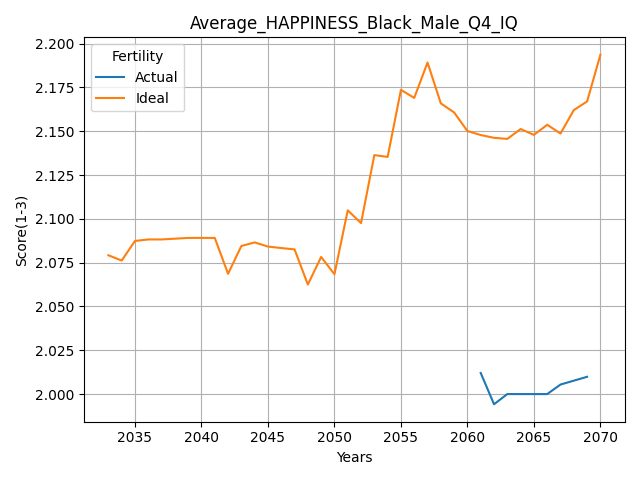 Average_HAPPINESS_Black_Male_Q4_IQ
Fertility
Actual
Ideal
Score(1-3)
2.200
2.175
2.150
2.125
2.100
2.075
2.050
2.025
2.000
2035 2040 2045 2050 2055 2060 2065 2070
Years